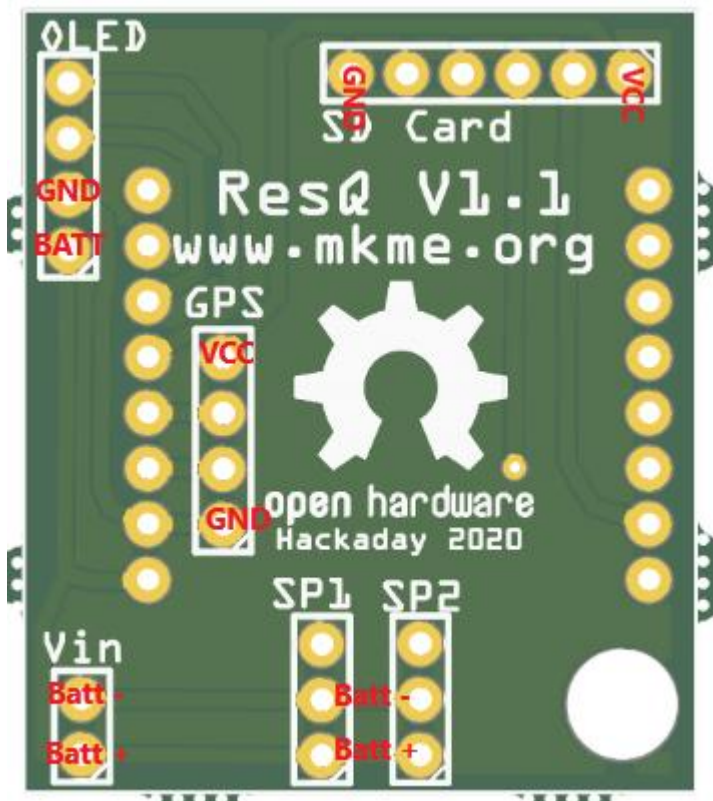 OLED
GND
VCC
SD Card
GND
BATT
ResQ V1.1
www.mkme.org
GPS
VCC
GND
open hardware
Hackaday 2020
SP1 SP2
Vin
Batt -
Batt -
Batt +
Batt +